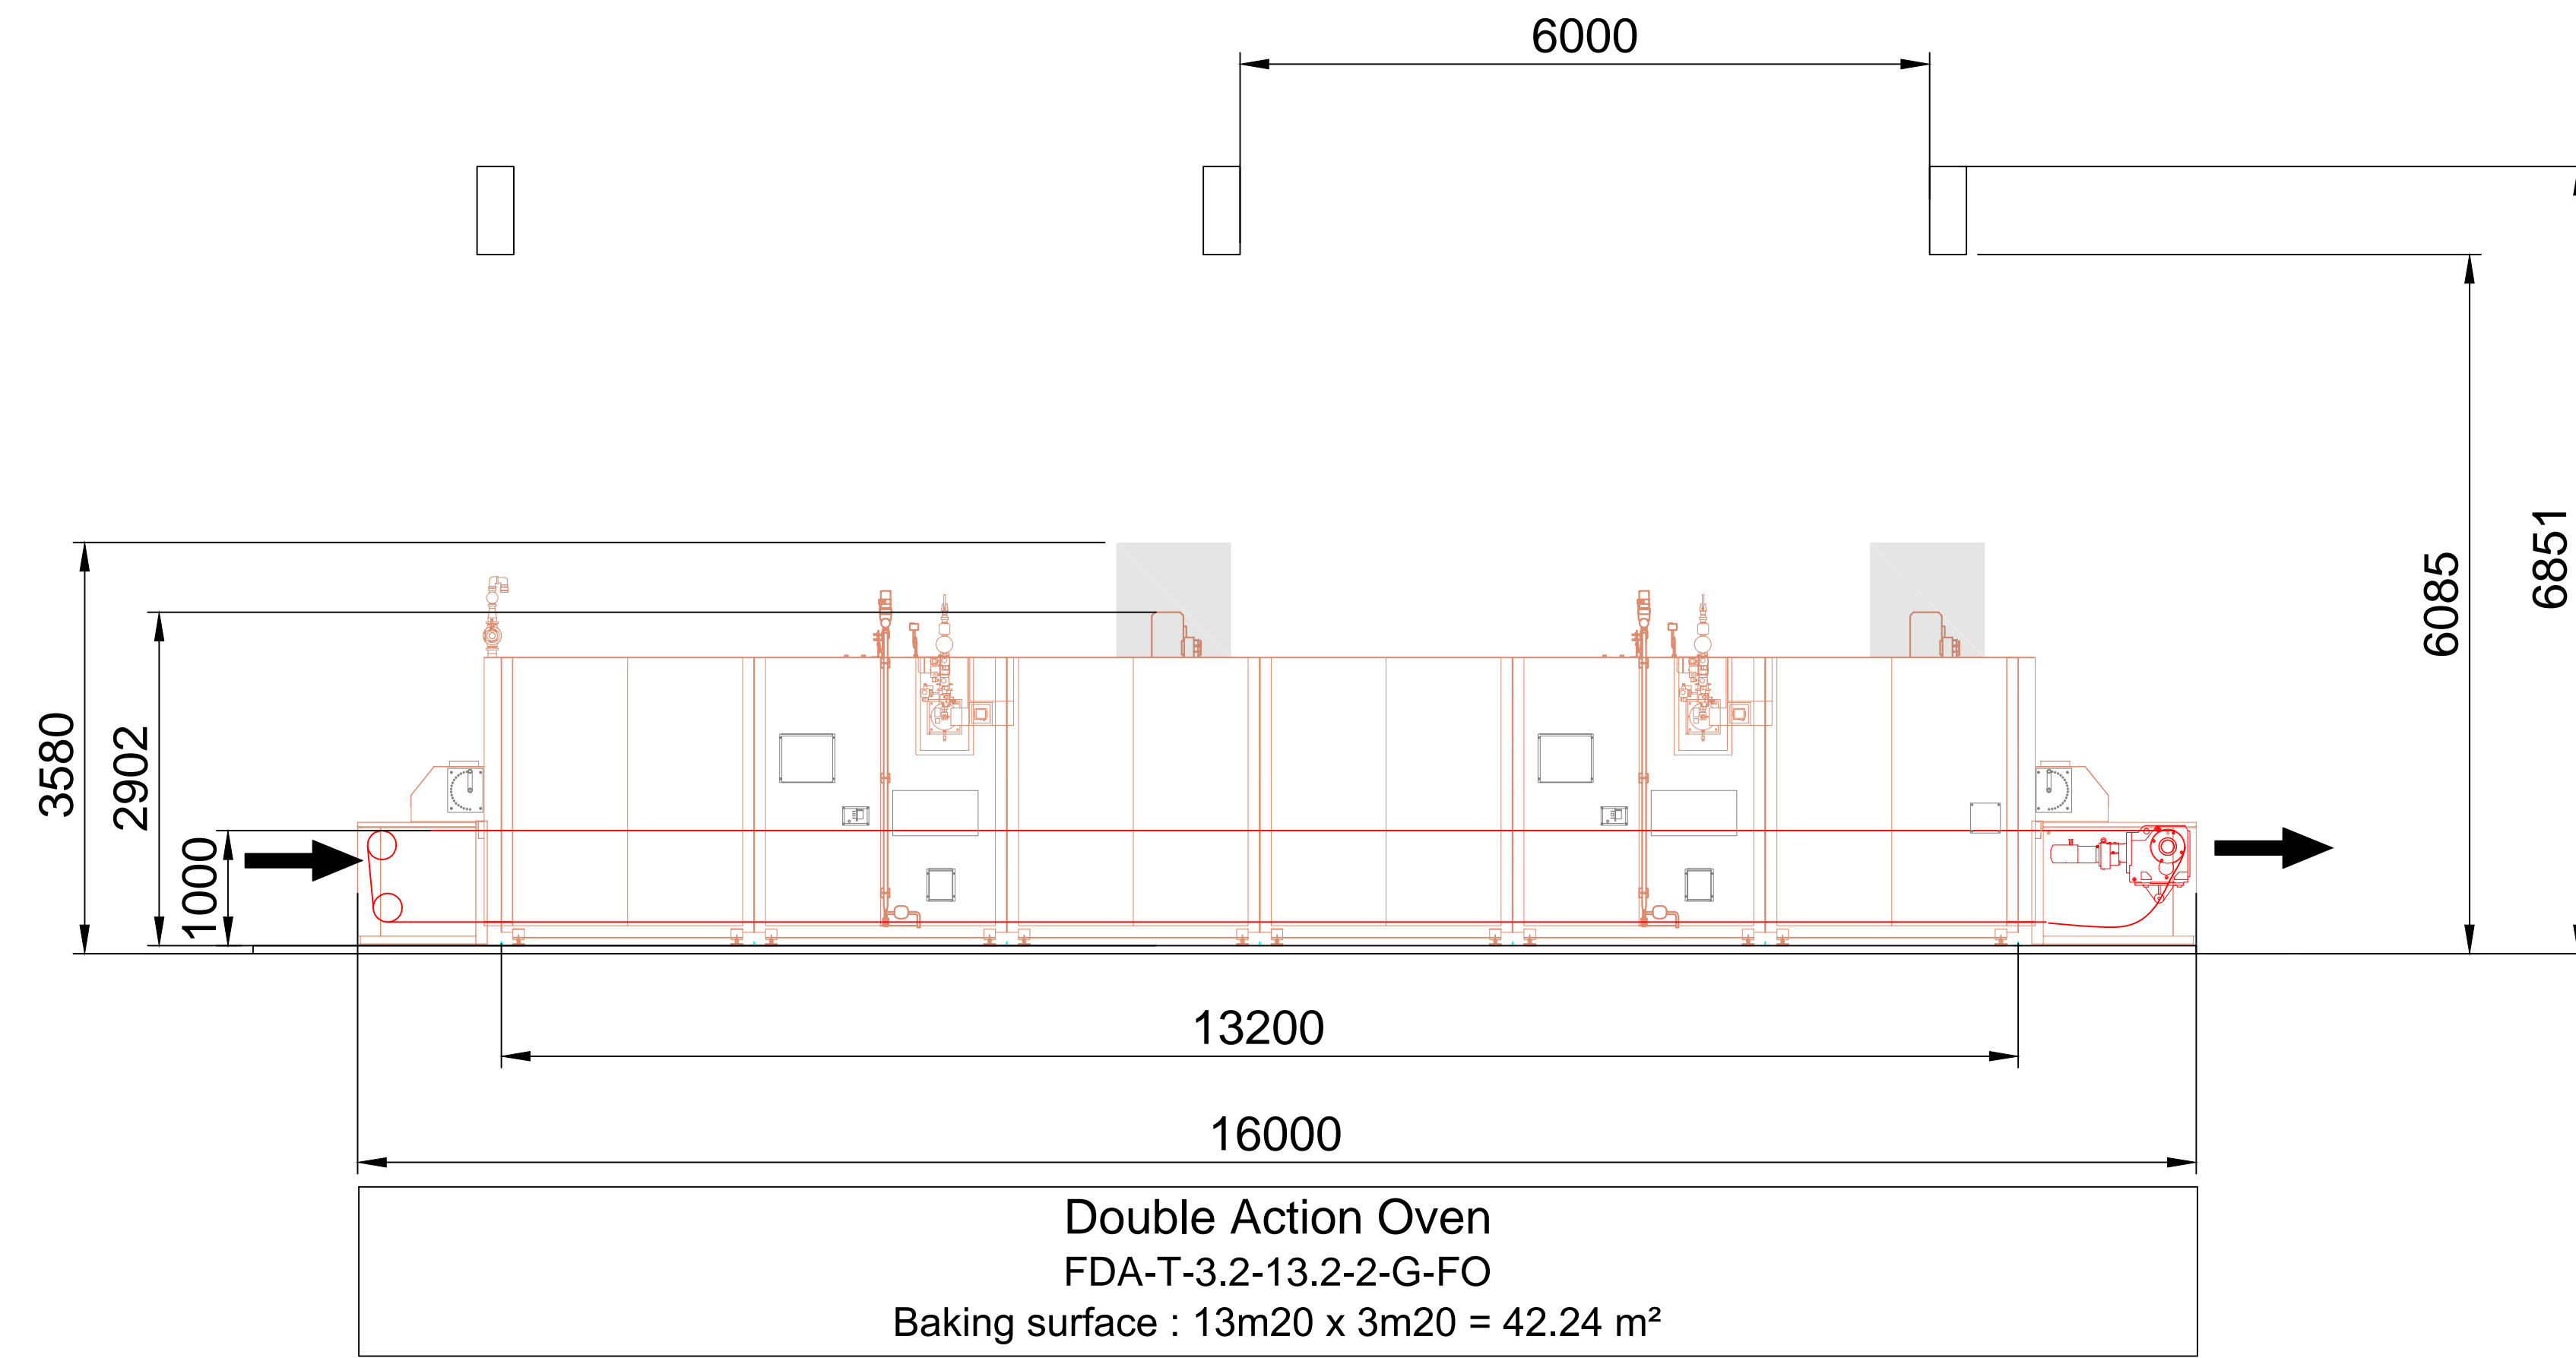 6000
6851
6085
3580
2902
1000
13200
16000
Double Action Oven
FDA-T-3.2-13.2-2-G-FO
Baking surface : 13m20 x 3m20 = 42.24 m²